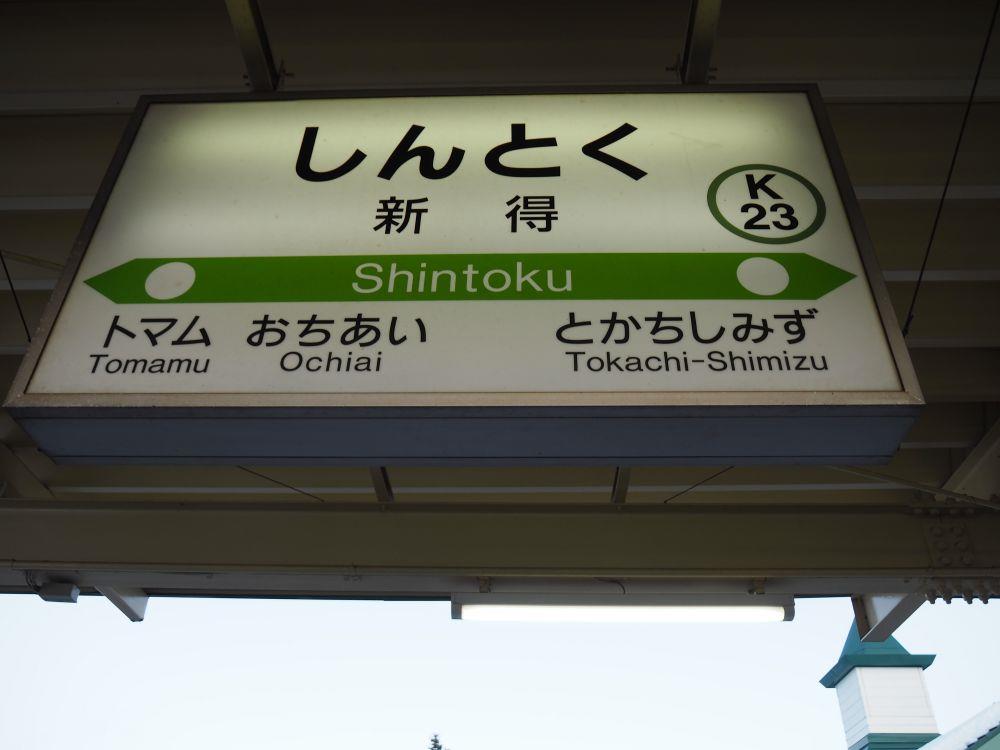 しんとく
新得
K
23
Shintoku
トマム おちあい とかちしみず
Tomamu Ochiai Tokachi-Shimizu